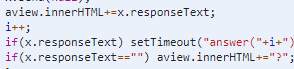 aview.innerHTML+=x.responseText;
i++;
if(x.responseText) setTimeout("answer("+i+")
if(x.responseText=="") aview.innerHTML+="?";